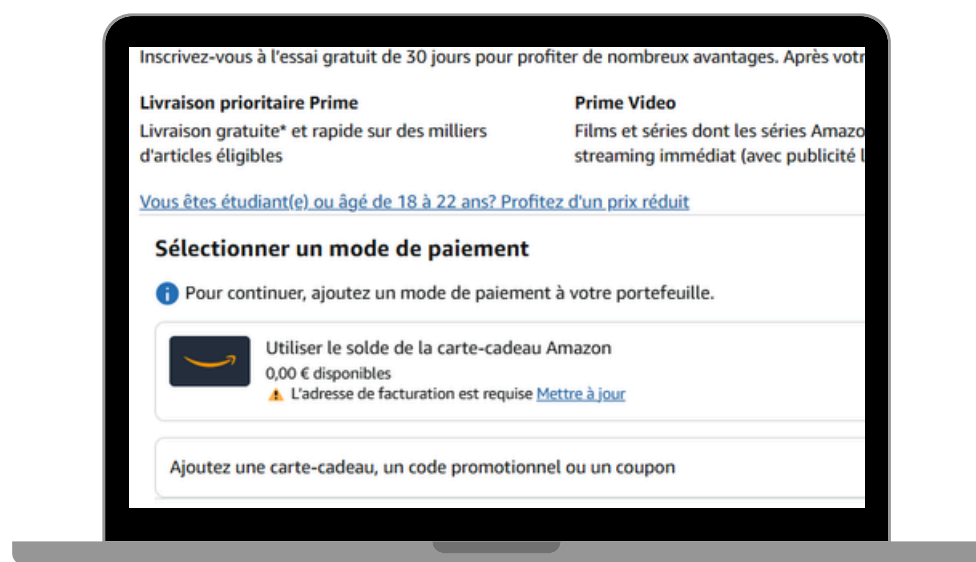 Inscrivez-vous à l'essai gratuit de 30 jours pour profiter de nombreux avantages. Après votr
Livraison prioritaire Prime
Livraison gratuite* et rapide sur des milliers
d'articles éligibles
Prime Video
Films et séries dont les séries Amazo
streaming immédiat (avec publicité l
Vous êtes étudiant(e) ou âgé de 18 à 22 ans? Profitez d'un prix réduit
Sélectionner un mode de paiement
Pour continuer, ajoutez un mode de paiement à votre portefeuille.
Utiliser le solde de la carte-cadeau Amazon
0,00 € disponibles
L'adresse de facturation est requise Mettre à jour
Ajoutez une carte-cadeau, un code promotionnel ou un coupon